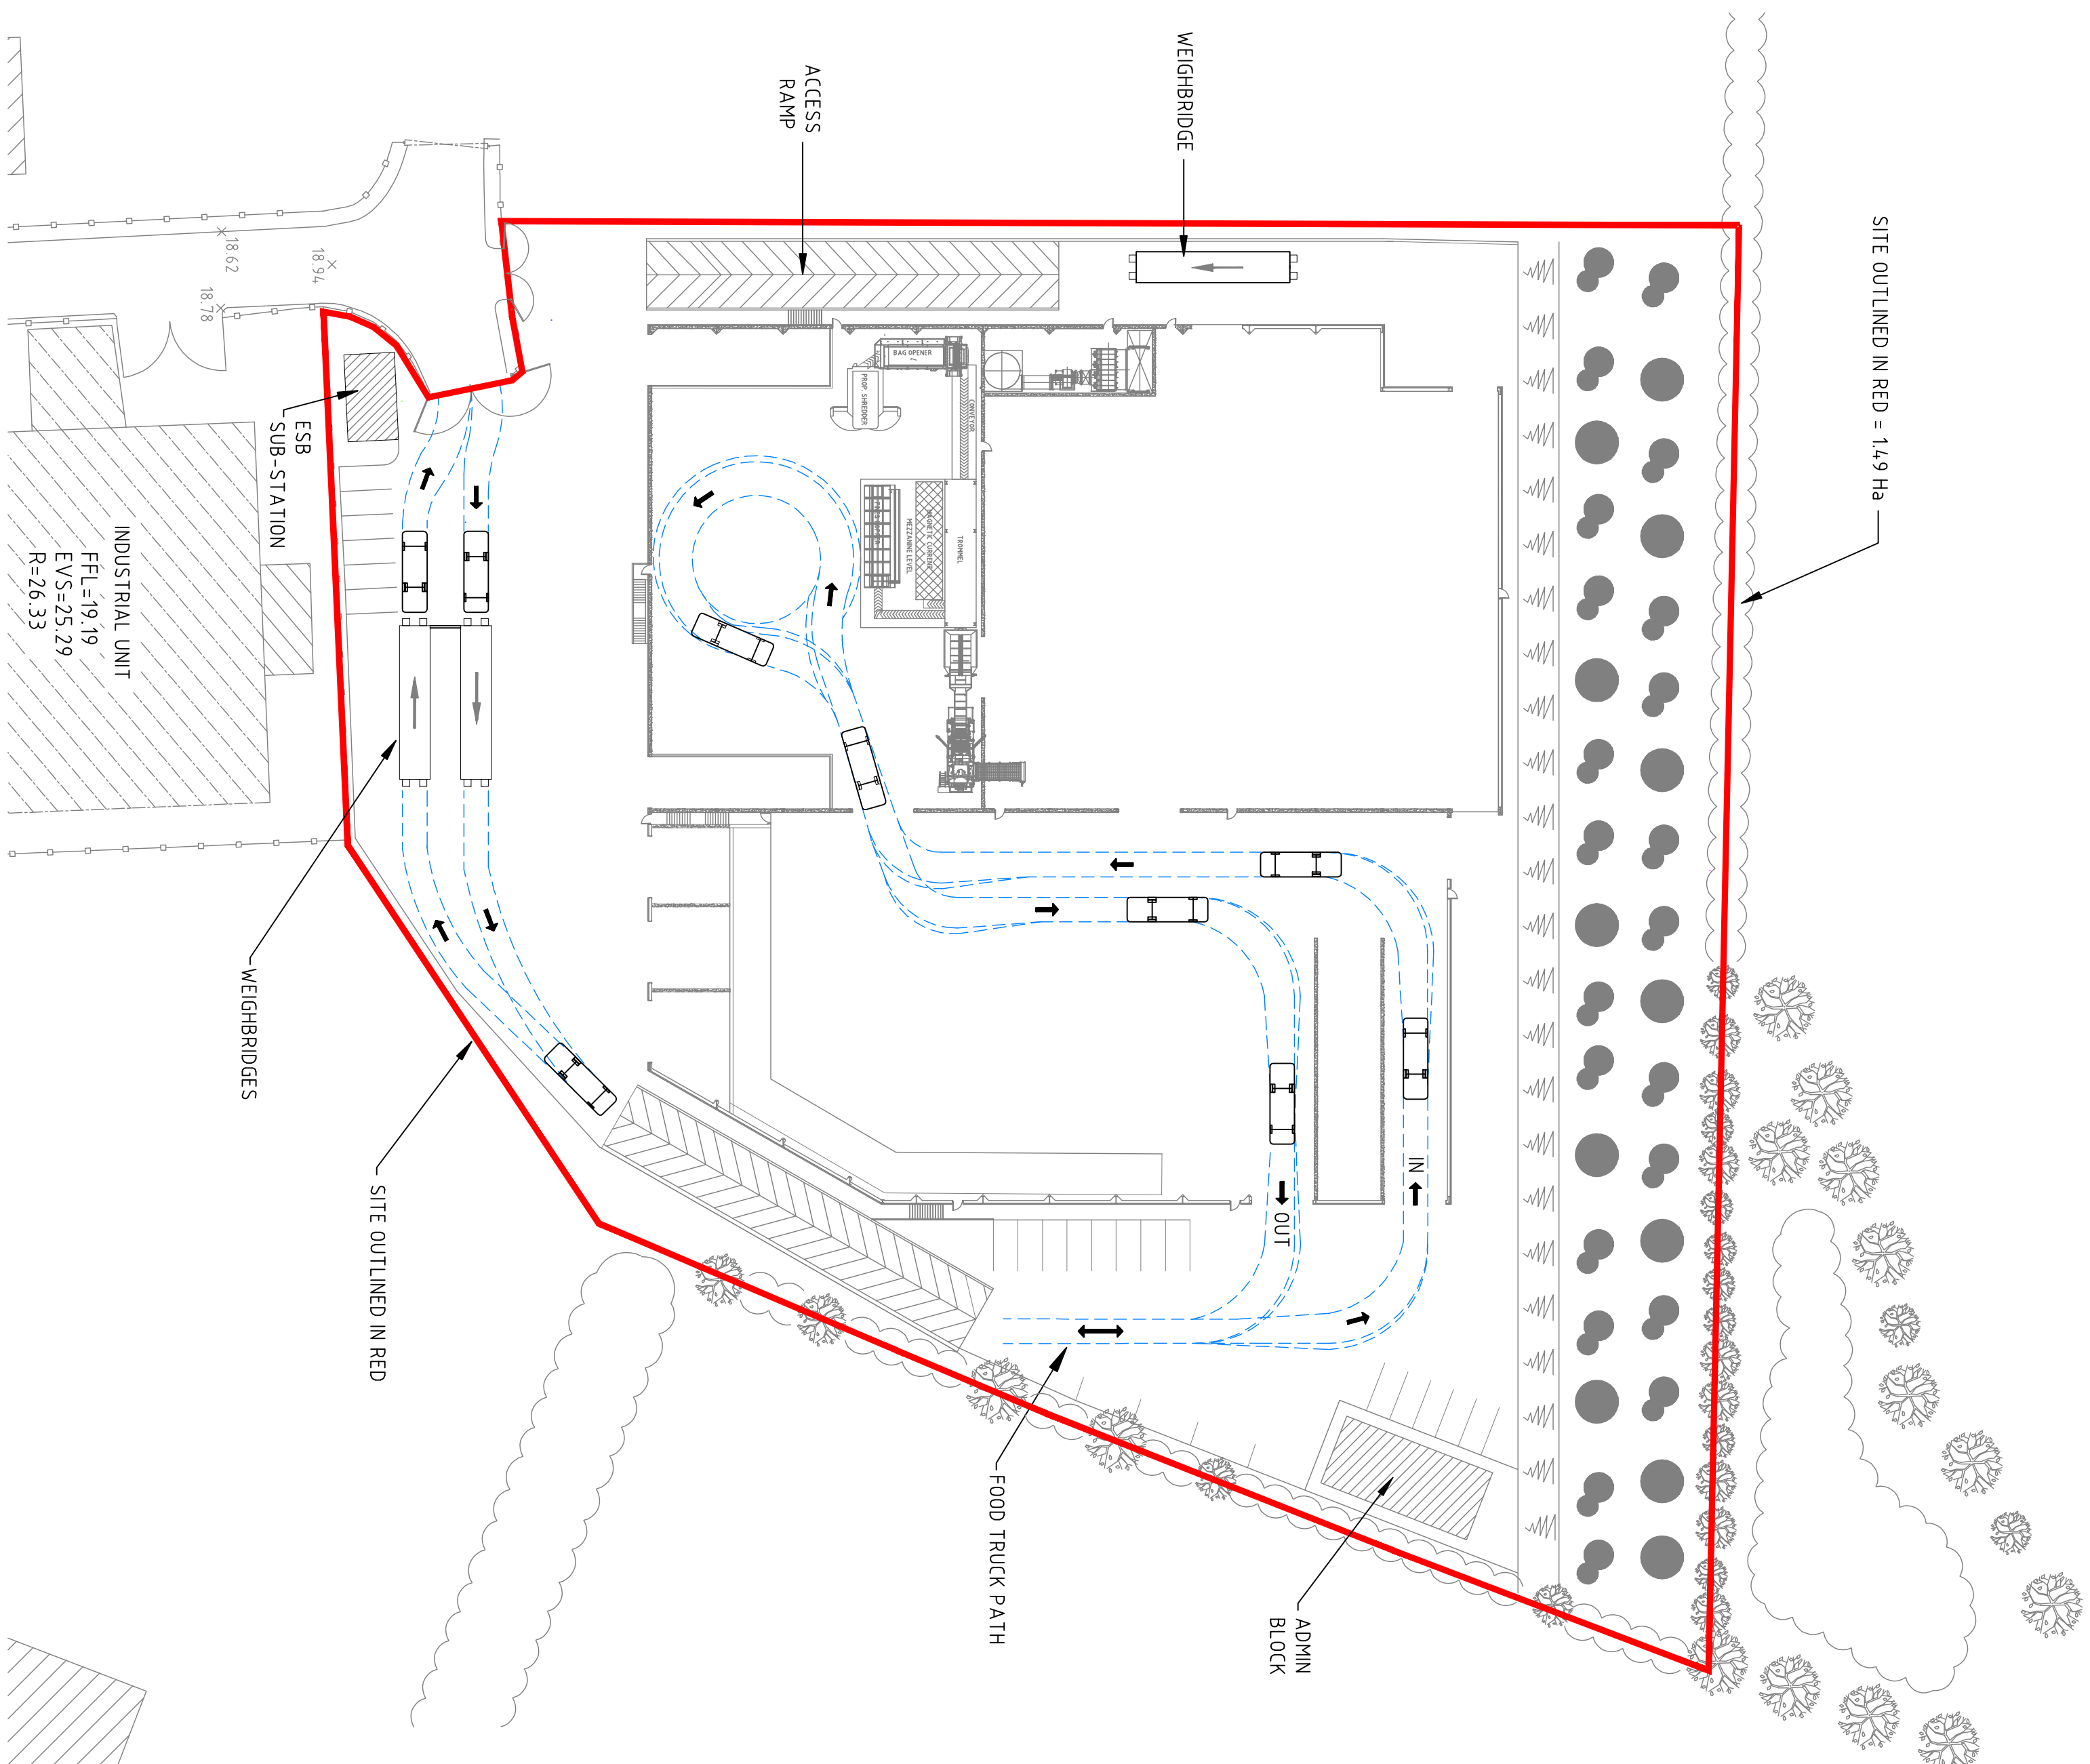 SITE OUTLINED IN RED = 1.49 Ha
WEIGHBRIDGE
ACCESS
RAMP
18.62
18.94
18.78
ESB
SUB-STATION
INDUSTRIAL UNIT
FFL=19.19
EVS=25.29
R=26.33
BAG OPENER
PROP. SHREDDER
CONVEYOR
TROMMEL
MEZZANINE LEVEL
WEIGHBRIDGES
SITE OUTLINED IN RED
IN
OUT
FOOD TRUCK PATH
ADMIN
BLOCK